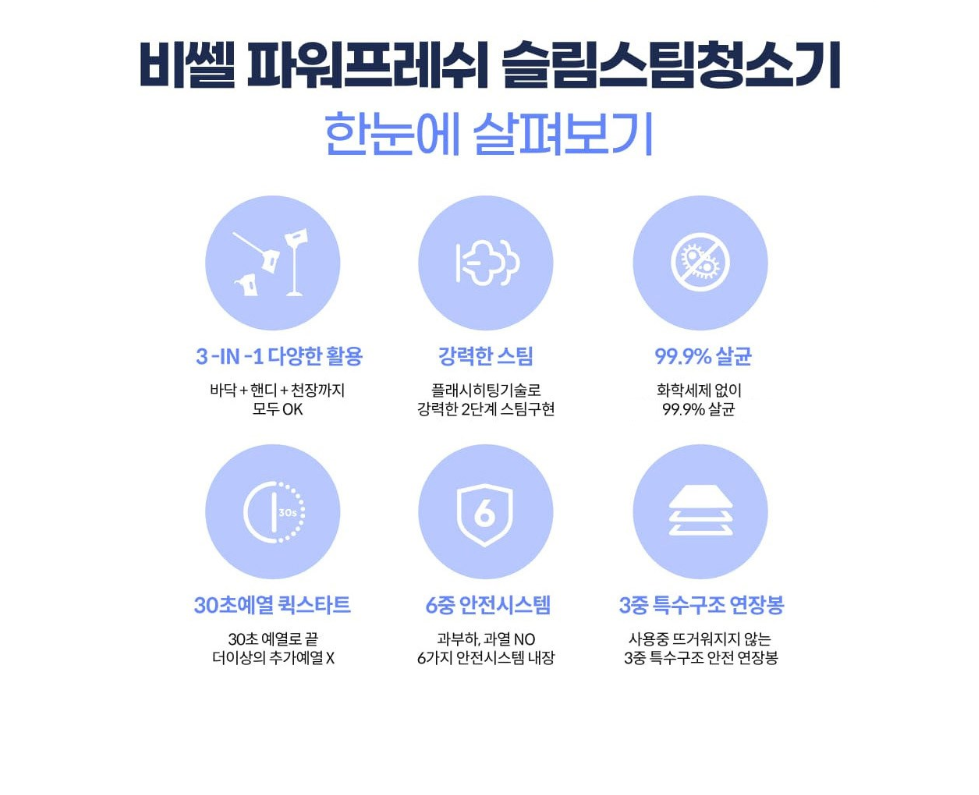 비쎌 파워프레쉬 슬림스팀청소기
한눈에 살펴보기
3 -IN -1 다양한 활용
바닥 + 핸디 + 천장까지
모두 OK
강력한 스팀
플래시히팅기술로
강력한 2단계 스팀구현
99.9% 살균
화학세제 없이
99.9% 살균
30s
30초예열 퀵스타트
30초 예열로 끝
더이상의 추가예열 X
6
6중 안전시스템
과부하, 과열 NO
6가지 안전시스템 내장
3중 특수구조 연장봉
사용중 뜨거워지지 않는
3중 특수구조 안전 연장봉